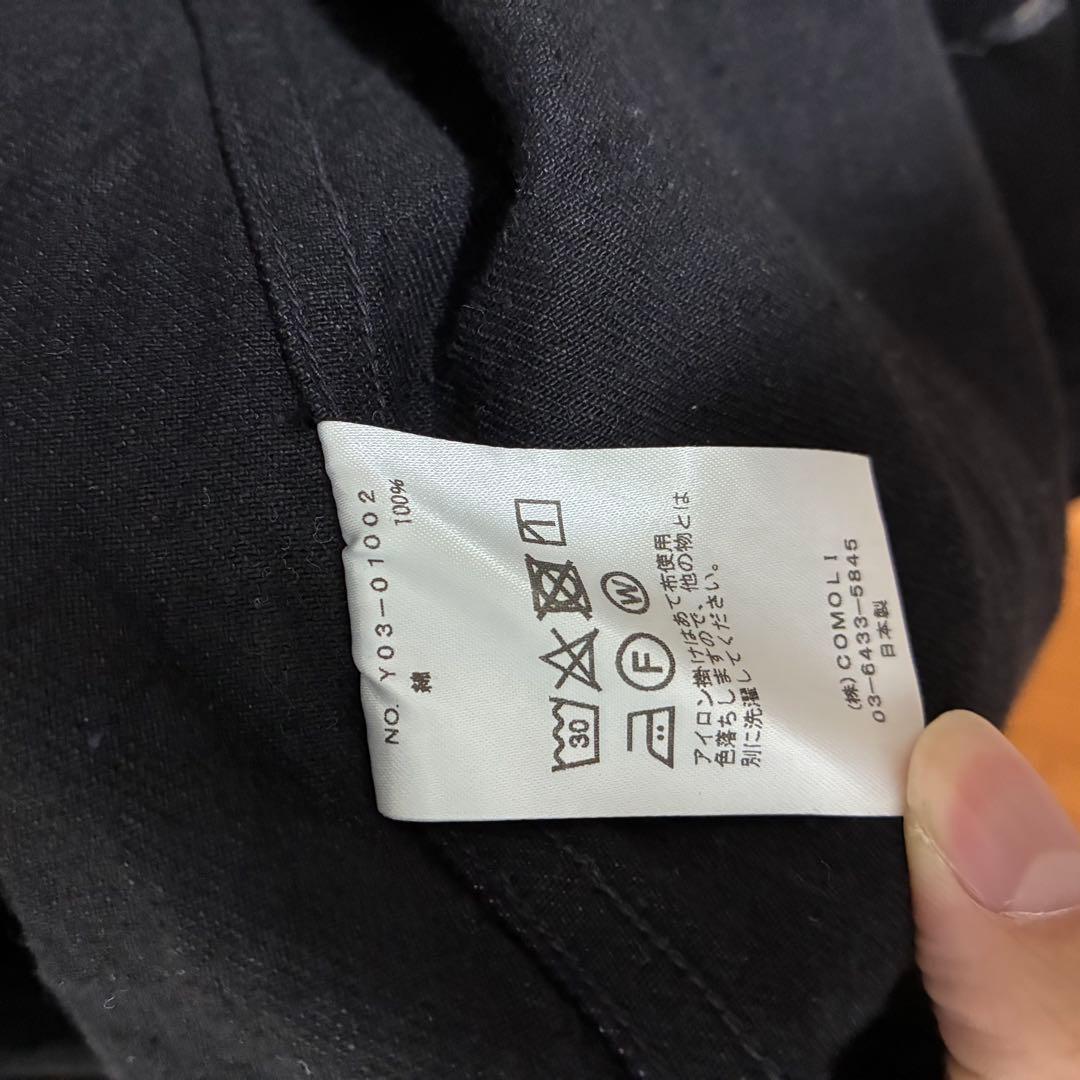 NO. Y03-01002
綿 100%
30
F W
アイロン掛けはあて布使用
色落ちしますので、他の物とは
別に洗濯してください。
(株)COMOLI
03-6433-5845
日本製